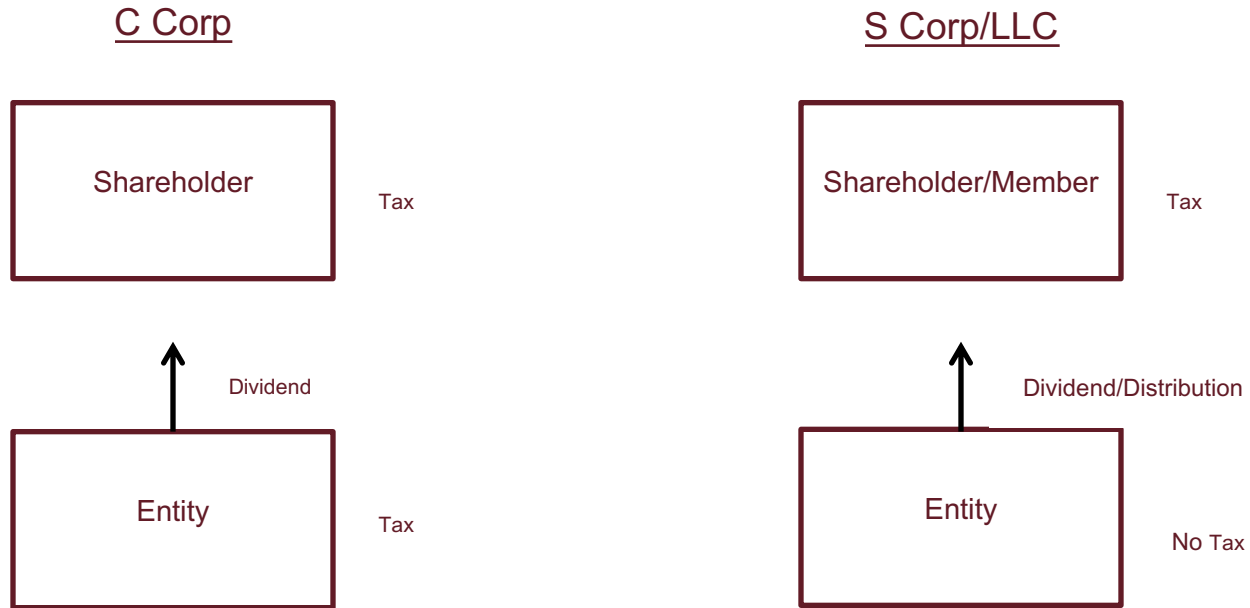 C Corp
Shareholder
Tax
Dividend
Entity
Tax
S Corp/LLC
Shareholder/Member
Tax
Dividend/Distribution
Entity
No Tax